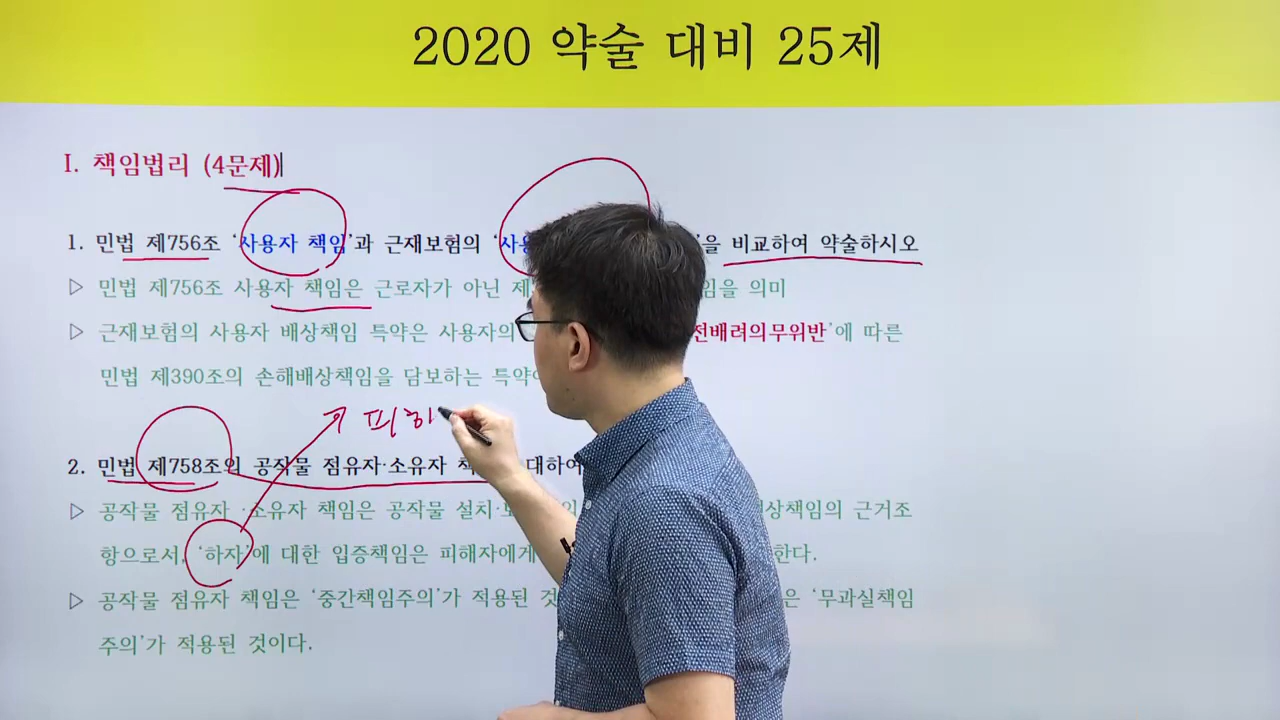 2020 약술 대비 25제
I. 책임법리 (4문제)
1. 민법 제756조 '사용자 책임'과 근재보험의 '사용 '을 비교하여 약술하시오
▷ 민법 제756조 사용자 책임은 근로자가 아닌 제 을 의미
▷ 근재보험의 사용자 배상책임 특약은 사용자의 전배려의무위반'에 따른
민법 제390조의 손해배상책임을 담보하는
피하
2. 민법 제758조의 공작물 점유자·소유자 대하여
▷ 공작물 점유자·소유자 책임은 공작물 설치· 상책임의 근거조
항으로서, '하자'에 대한 입증책임은 피해자에게 한다.
▷ 공작물 점유자 책임은 '중간책임주의'가 적용된 은 '무과실책임
주의'가 적용된 것이다.